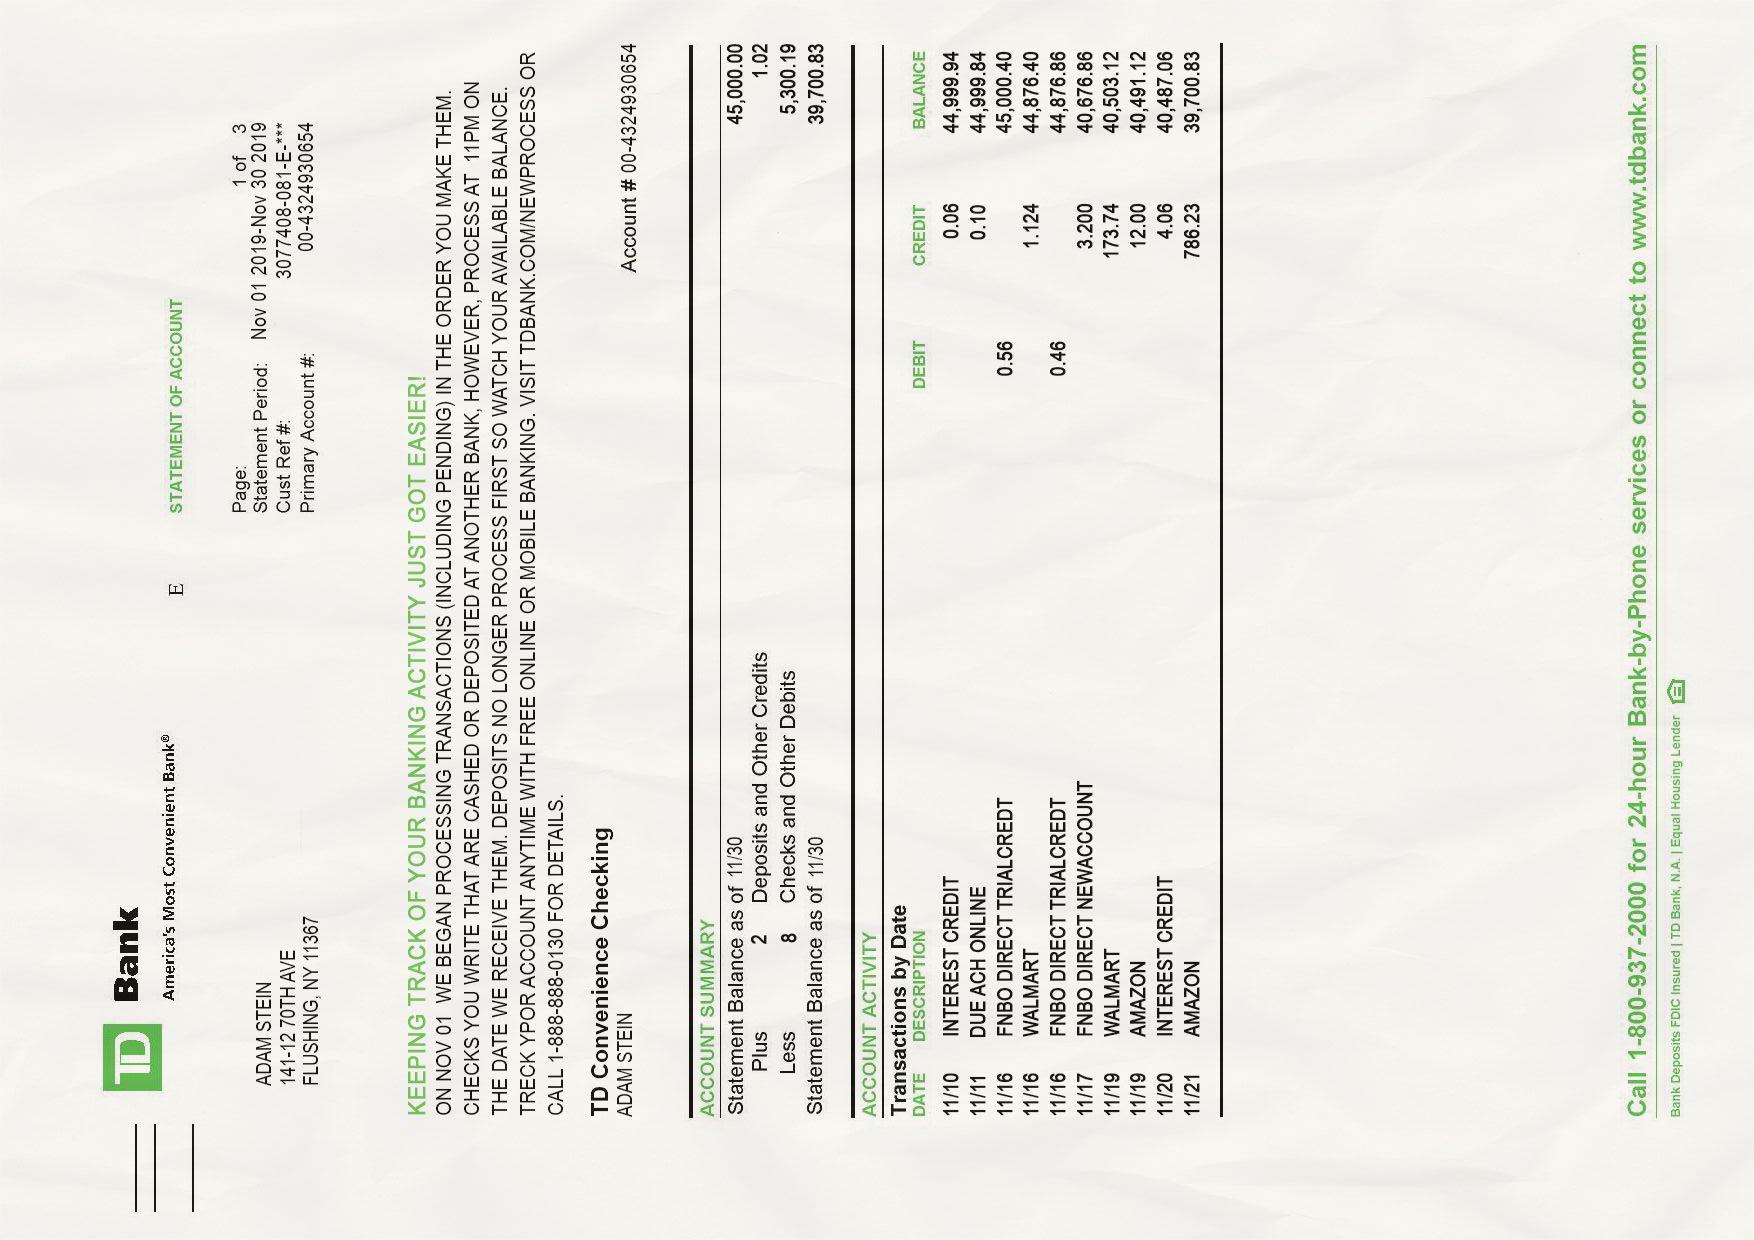 TD Bank
America's Most Convenient Bank®
E STATEMENT OF ACCOUNT
ADAM STEIN
141-12 70TH AVE
FLUSHING, NY 11367
Page: 1 of 3
Statement Period: Nov 01 2019-Nov 30 2019
Cust Ref #: 3077408-081-E-***
Primary Account #: 00-4324930654
KEEPING TRACK OF YOUR BANKING ACTIVITY JUST GOT EASIER!
ON NOV 01 WE BEGAN PROCESSING TRANSACTIONS (INCLUDING PENDING) IN THE ORDER YOU MAKE THEM.
CHECKS YOU WRITE THAT ARE CASHED OR DEPOSITED AT ANOTHER BANK, HOWEVER, PROCESS AT 11PM ON
THE DATE WE RECEIVE THEM. DEPOSITS NO LONGER PROCESS FIRST SO WATCH YOUR AVAILABLE BALANCE.
TRECK YPOR ACCOUNT ANYTIME WITH FREE ONLINE OR MOBILE BANKING. VISIT TDBANK.COM/NEWPROCESS OR
CALL 1-888-888-0130 FOR DETAILS.
TD Convenience Checking
ADAM STEIN Account # 00-4324930654
ACCOUNT SUMMARY
Statement Balance as of 11/30 45,000.00
Plus 2 Deposits and Other Credits 1.02
Less 8 Checks and Other Debits 5,300.19
Statement Balance as of 11/30 39,700.83
ACCOUNT ACTIVITY
Transactions by Date
DATE DESCRIPTION DEBIT CREDIT BALANCE
11/10 INTEREST CREDIT 0.06 44,999.94
11/11 DUE ACH ONLINE 0.10 44,999.84
11/16 FNBO DIRECT TRIALCREDT 0.56 45,000.40
11/16 WALMART 1.124 44,876.40
11/16 FNBO DIRECT TRIALCREDT 0.46 44,876.86
11/17 FNBO DIRECT NEWACCOUNT 3.200 40,676.86
11/19 WALMART 173.74 40,503.12
11/19 AMAZON 12.00 40,491.12
11/20 INTEREST CREDIT 4.06 40,487.06
11/21 AMAZON 786.23 39,700.83
Call 1-800-937-2000 for 24-hour Bank-by-Phone services or connect to www.tdbank.com
Bank Deposits FDIC Insured | TD Bank, N.A. | Equal Housing Lender